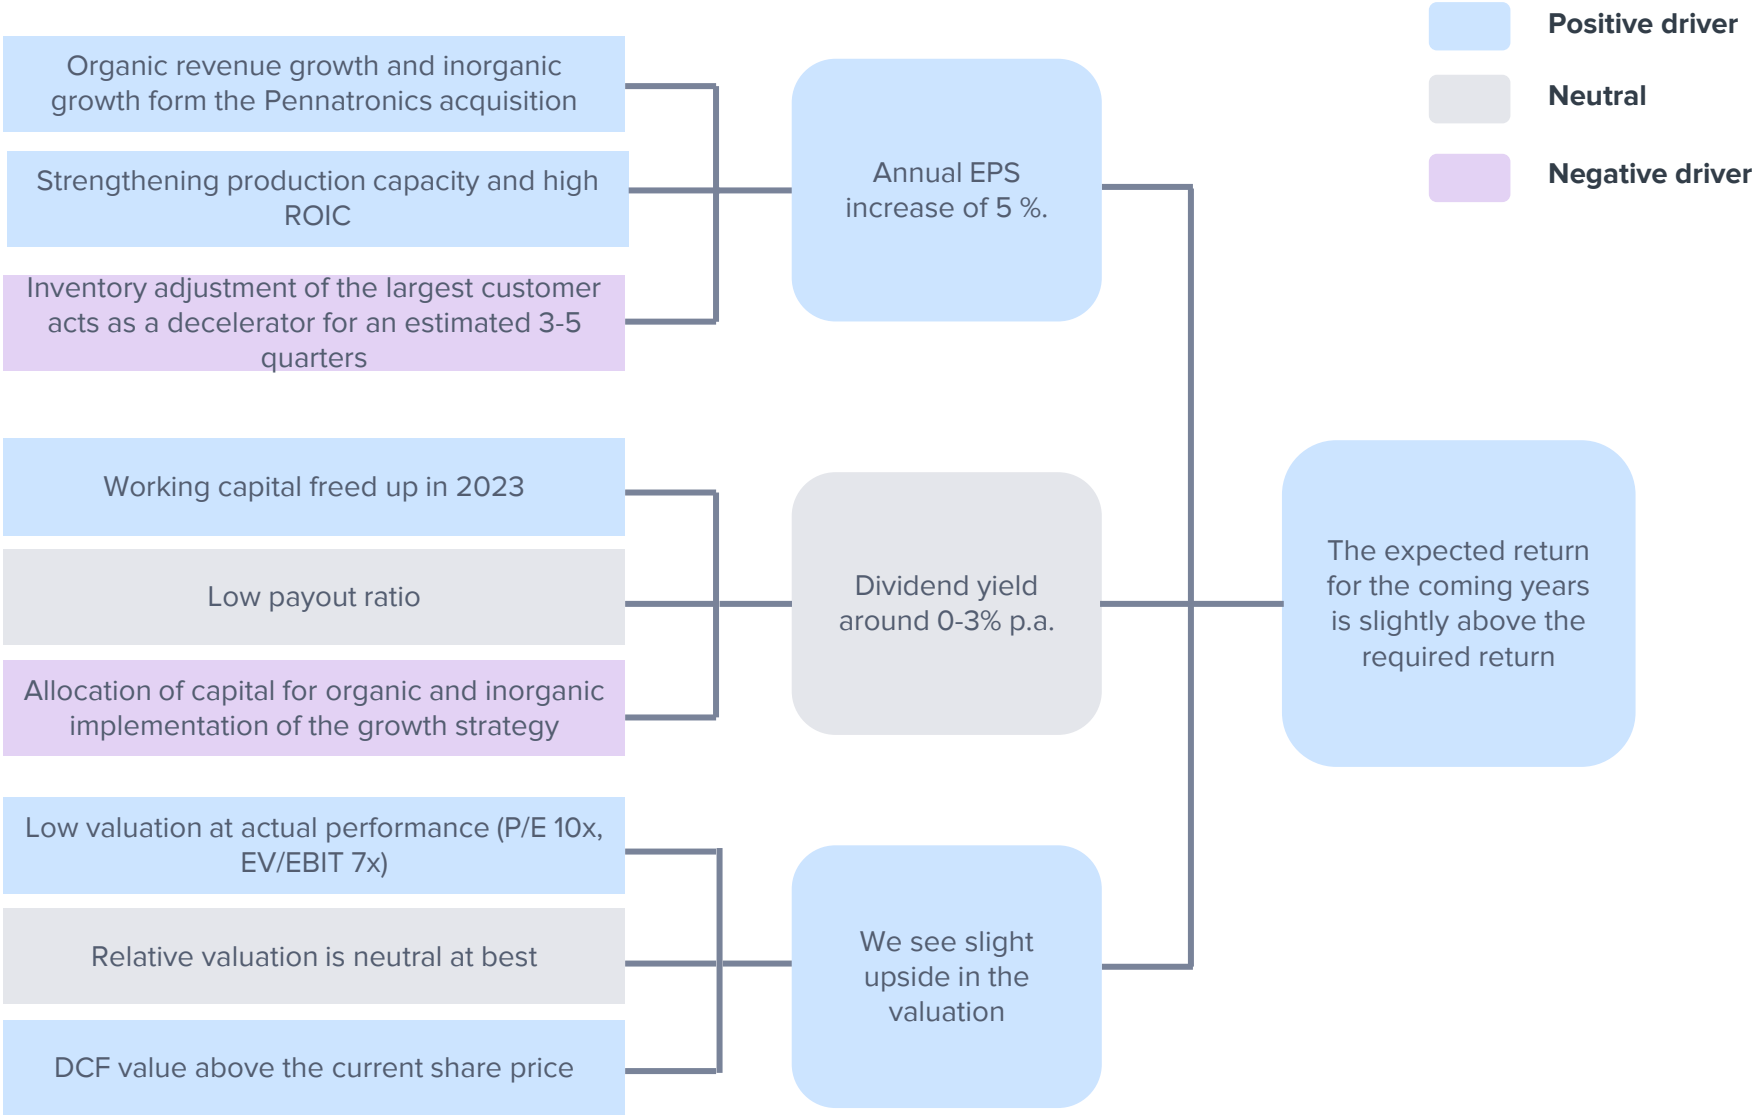 Positive driver
Neutral
Negative driver
Organic revenue growth and inorganic
growth form the Pennatronics acquisition
Strengthening production capacity and high
ROIC
Inventory adjustment of the largest customer
acts as a decelerator for an estimated 3-5
quarters
Annual EPS
increase of 5 %.
Working capital freed up in 2023
Low payout ratio
Allocation of capital for organic and inorganic
implementation of the growth strategy
Dividend yield
around 0-3% p.a.
Low valuation at actual performance (P/E 10x,
EV/EBIT 7x)
Relative valuation is neutral at best
DCF value above the current share price
We see slight
upside in the
valuation
The expected return
for the coming years
is slightly above the
required return